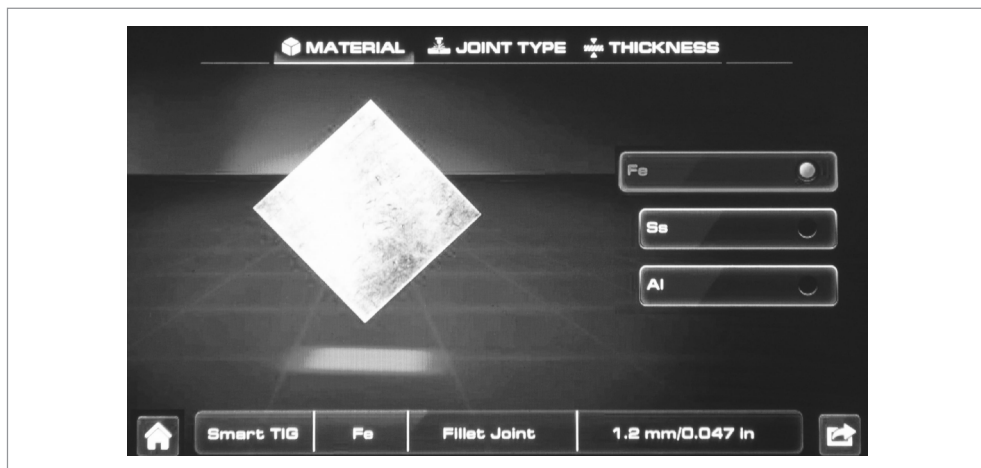 MATERIAL JOINT TYPE THICKNESS
Fe
Ss
Al
Smart TIG Fe Fillet Joint 1.2 mm/0.047 in